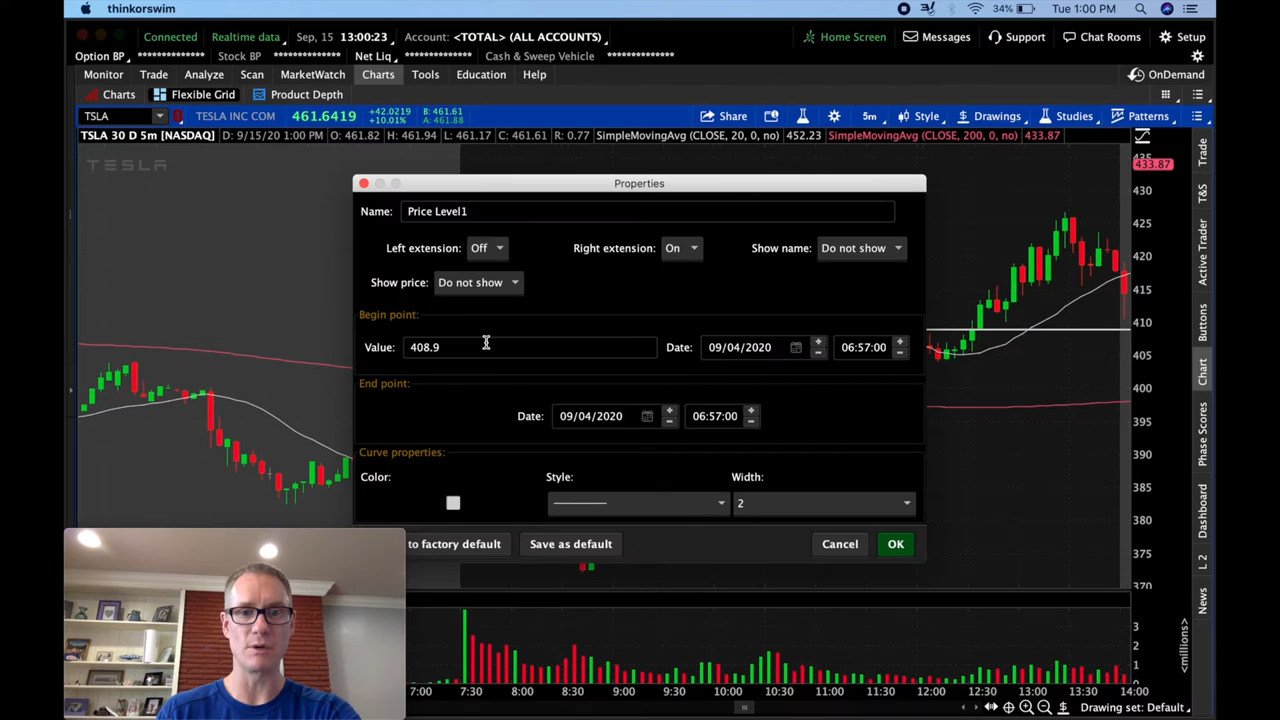 thinkorswim
34%
Tue 1:00 PM
Connected
Realtime data
Sep, 15 13:00:23
Account: <TOTAL> (ALL ACCOUNTS)
Home Screen
Messages
Support
Chat Rooms
Setup
Option BP **************
Stock BP **************
Net Liq **************
Cash & Sweep Vehicle **************
Monitor
Trade
Analyze
Scan
MarketWatch
Charts
Tools
Education
Help
OnDemand
Charts
Flexible Grid
Product Depth
TSLA
TESLA INC COM
461.6419
+42.0219
+10.01%
B: 461.61
A: 461.88
Share
5m
Style
Drawings
Studies
Patterns
TSLA 30 D 5m [NASDAQ]
D: 9/15/20 1:00 PM
O: 461.82
H: 461.94
L: 461.17
C: 461.61
R: 0.77
SimpleMovingAvg (CLOSE, 20, 0, no)
452.23
SimpleMovingAvg (CLOSE, 200, 0, no)
433.87
TESLA
Properties
Name: Price Level1
Left extension: Off
Right extension: On
Show name: Do not show
Show price: Do not show
Begin point:
Value: 408.9
Date: 09/04/2020
06:57:00
End point:
Date: 09/04/2020
06:57:00
Curve properties:
Color:
Style:
Width:
2
to factory default
Save as default
Cancel
OK
435
433.87
430
425
420
415
410
405
400
395
390
385
380
375
370
3
2
1
<millions>
7:00
7:30
8:00
8:30
9:00
9:30
10:00
10:30
11:00
11:30
12:00
12:30
13:00
13:30
14:00
Drawing set: Default
Trade
T&S
Active Trader
Buttons
Chart
Phase Scores
Dashboard
L 2
News